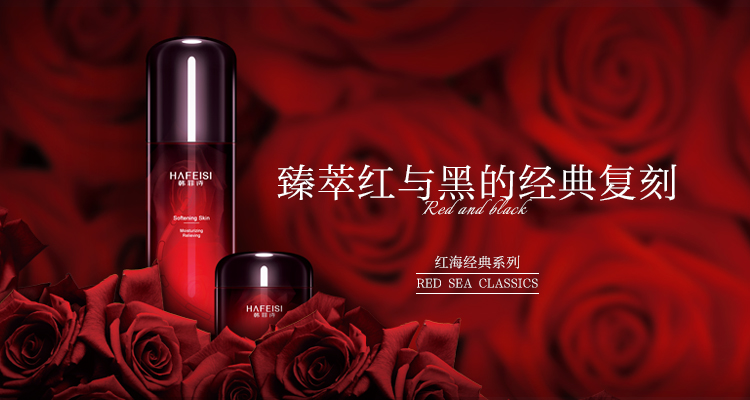 HAFEISI
韩菲诗
Softening Skin
Moisturizing
Relaxing
HAFEISI
韩菲诗
臻萃红与黑的经典复刻
Red and black
红海经典系列
RED SEA CLASSICS